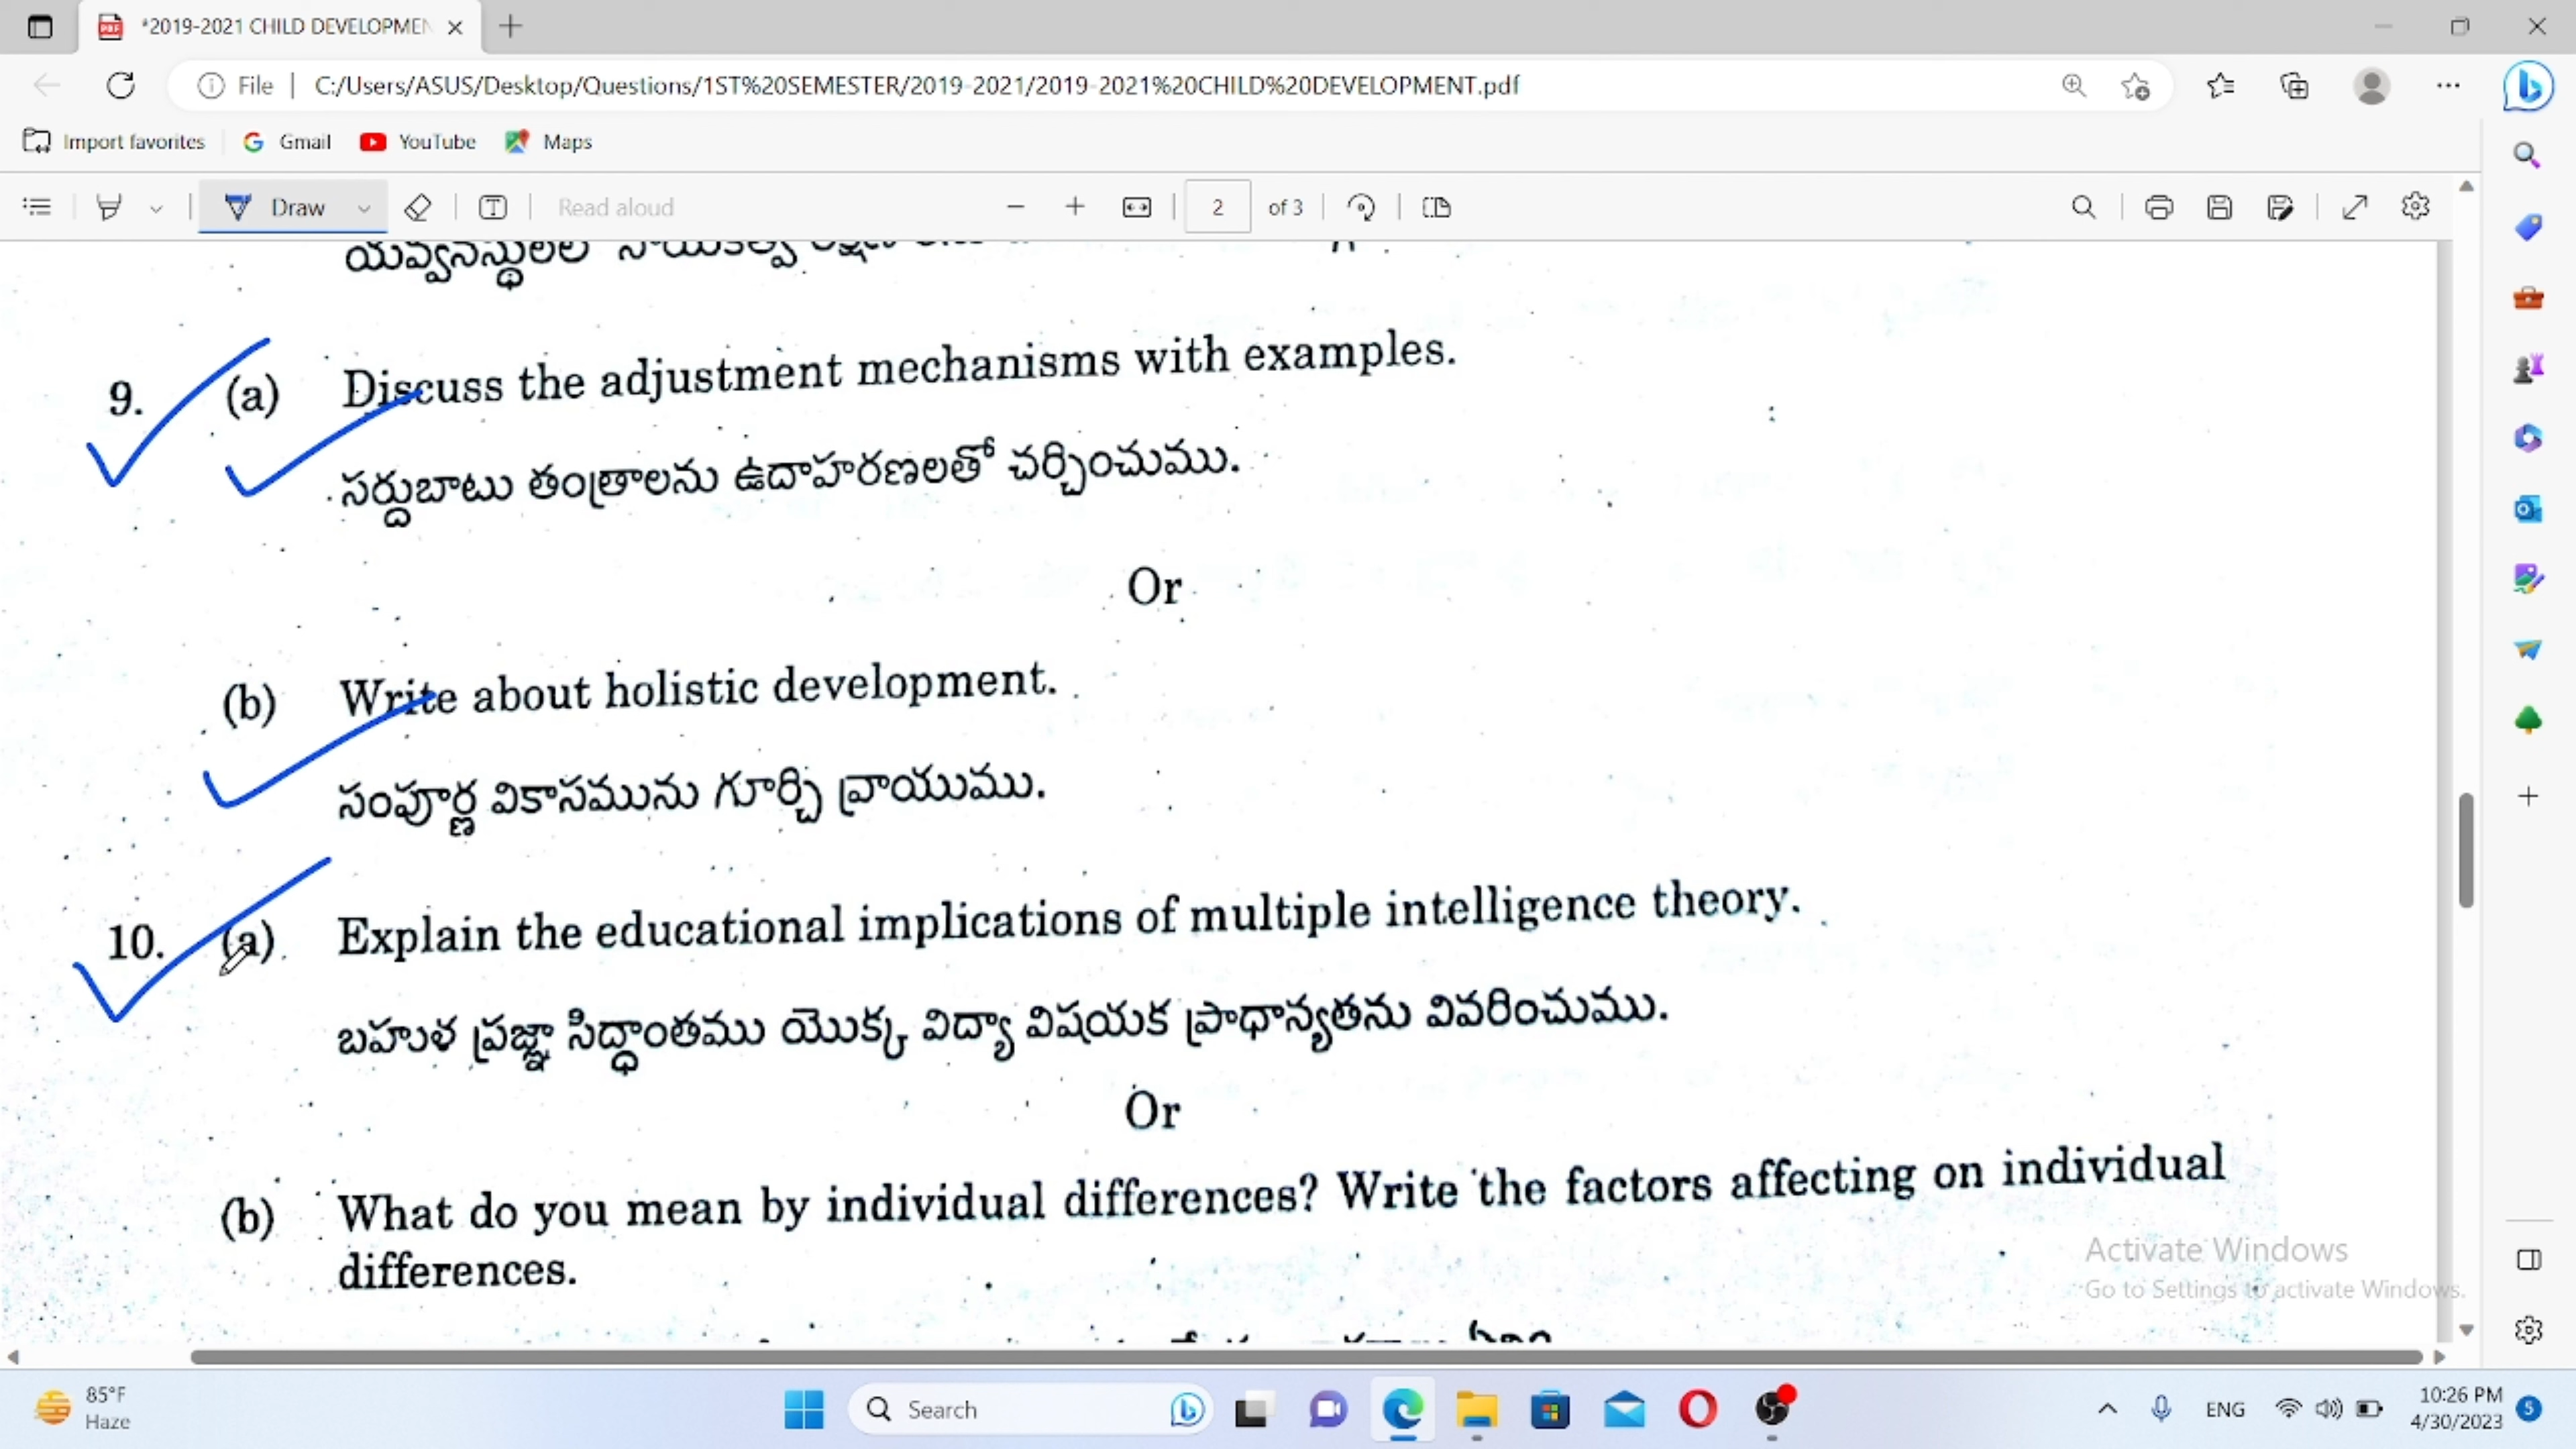 *2019-2021 CHILD DEVELOPMEN
File | C:/Users/ASUS/Desktop/Questions/1ST%20SEMESTER/2019-2021/2019-2021%20CHILD%20DEVELOPMENT.pdf
Import favorites Gmail YouTube Maps
Draw Read aloud 2 of 3
యవ్వనస్థులలో నాయకత్వ
9. (a) Discuss the adjustment mechanisms with examples.
సర్దుబాటు తంత్రాలను ఉదాహరణలతో చర్చించుము.
Or
(b) Write about holistic development.
సంపూర్ణ వికాసమును గూర్చి వ్రాయుము.
10. (a) Explain the educational implications of multiple intelligence theory.
బహుళ ప్రజ్ఞా సిద్ధాంతము యొక్క విద్యా విషయక ప్రాధాన్యతను వివరించుము.
Or
(b) What do you mean by individual differences? Write the factors affecting on individual
differences.
Activate Windows
Go to Settings to activate Windows.
85°F
Haze
Search
ENG
10:26 PM
4/30/2023
5